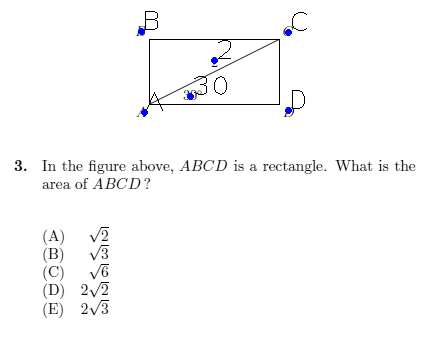 B C
2
30
A D
3. In the figure above, ABCD is a rectangle. What is the
area of ABCD?
(A) √2
(B) √3
(C) √6
(D) 2√2
(E) 2√3